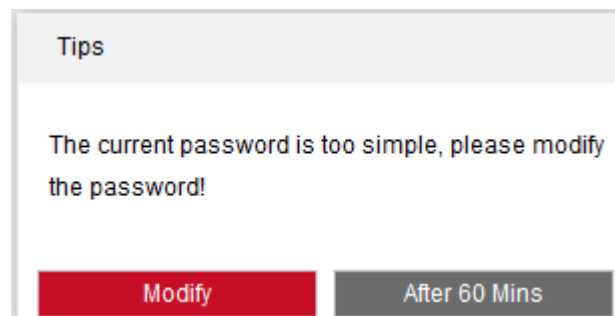 Tips
The current password is too simple, please modify
the password!
Modify
After 60 Mins